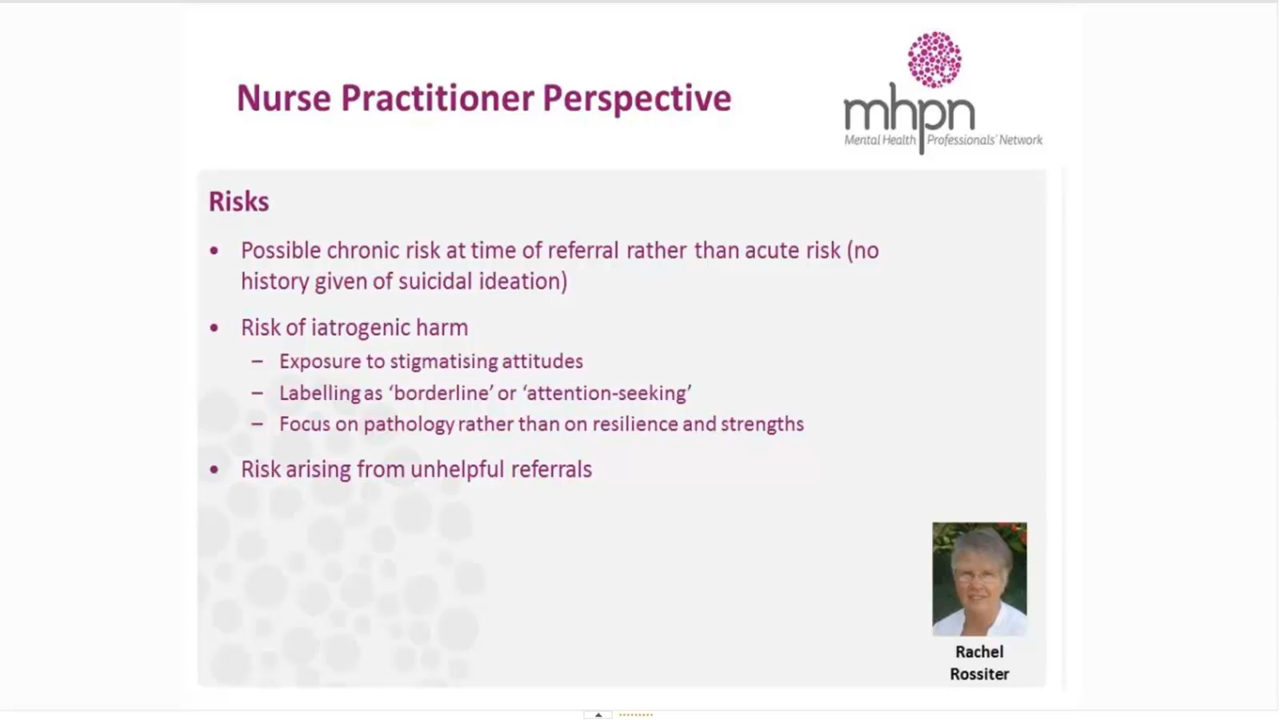 Nurse Practitioner Perspective
mhpn
Mental Health Professionals' Network
Risks
• Possible chronic risk at time of referral rather than acute risk (no
history given of suicidal ideation)
• Risk of iatrogenic harm
– Exposure to stigmatising attitudes
– Labelling as ‘borderline’ or ‘attention-seeking’
– Focus on pathology rather than on resilience and strengths
• Risk arising from unhelpful referrals
Rachel
Rossiter